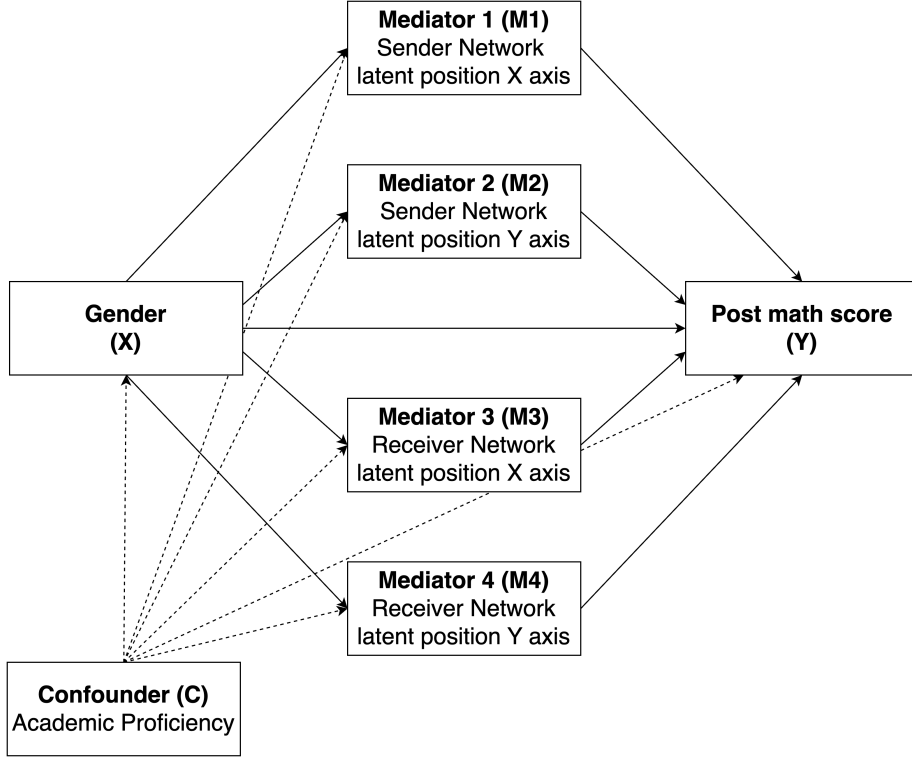 Mediator 1 (M1)
Sender Network
latent position X axis
Mediator 2 (M2)
Sender Network
latent position Y axis
Gender
(X)
Post math score
(Y)
Mediator 3 (M3)
Receiver Network
latent position X axis
Mediator 4 (M4)
Receiver Network
latent position Y axis
Confounder (C)
Academic Proficiency